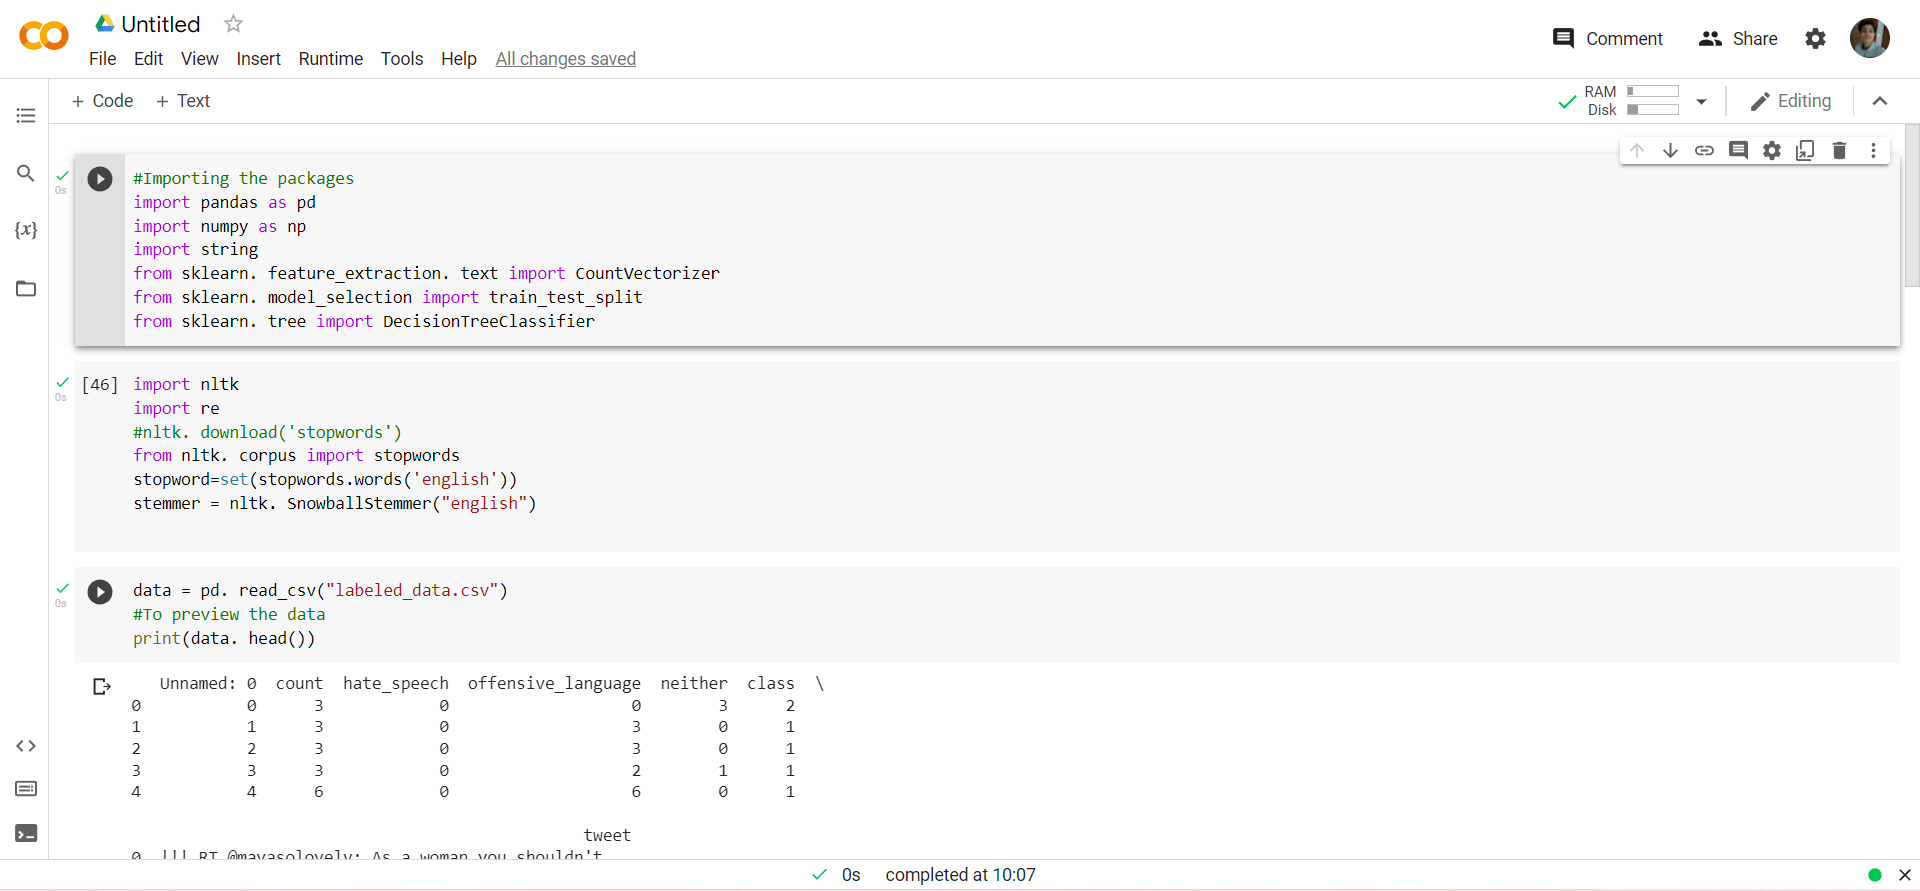 Untitled
File Edit View Insert Runtime Tools Help All changes saved
Comment Share
+ Code + Text
RAM
Disk
Editing
0s
#Importing the packages
import pandas as pd
import numpy as np
import string
from sklearn. feature_extraction. text import CountVectorizer
from sklearn. model_selection import train_test_split
from sklearn. tree import DecisionTreeClassifier
{x}
0s
[46] import nltk
import re
#nltk. download('stopwords')
from nltk. corpus import stopwords
stopword=set(stopwords.words('english'))
stemmer = nltk. SnowballStemmer("english")
0s
data = pd. read_csv("labeled_data.csv")
#To preview the data
print(data. head())
Unnamed: 0 count hate_speech offensive_language neither class \
0 0 3 0 0 3 2
1 1 3 0 3 0 1
2 2 3 0 3 0 1
3 3 3 0 2 1 1
4 4 6 0 6 0 1
tweet
0 !!! RT @mayasolovely: As a woman you shouldn't
0s completed at 10:07